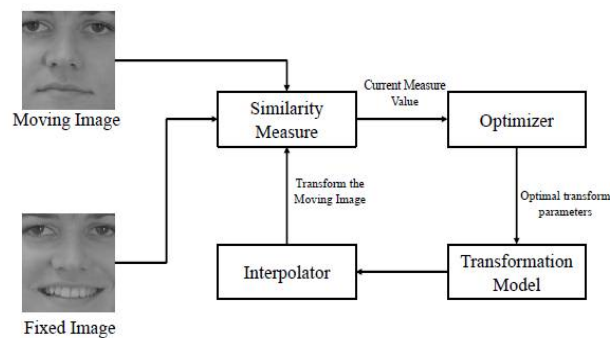 Moving Image
Current Measure
Value
Similarity
Measure
Optimizer
Transform the
Moving Image
Optimal transform
parameters
Interpolator
Transformation
Model
Fixed Image